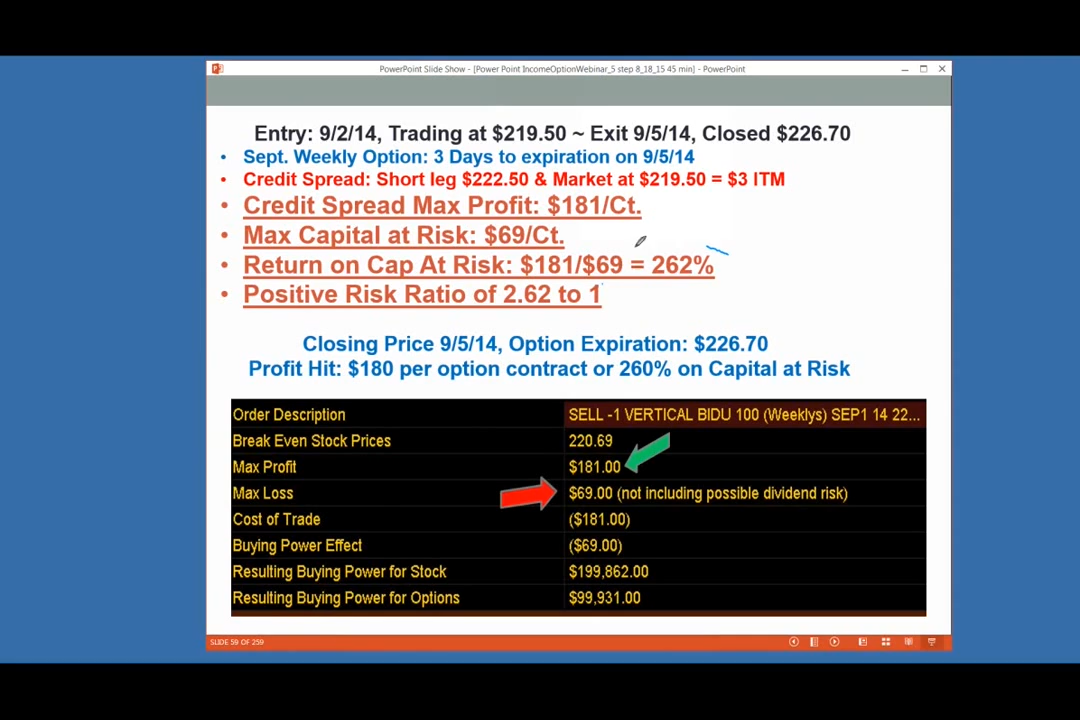 PowerPoint Slide Show - [Power Point IncomeOptionWebinar_5 step 8_18_15 45 min] - PowerPoint
Entry: 9/2/14, Trading at $219.50 ~ Exit 9/5/14, Closed $226.70
• Sept. Weekly Option: 3 Days to expiration on 9/5/14
• Credit Spread: Short leg $222.50 & Market at $219.50 = $3 ITM
• Credit Spread Max Profit: $181/Ct.
• Max Capital at Risk: $69/Ct.
• Return on Cap At Risk: $181/$69 = 262%
• Positive Risk Ratio of 2.62 to 1
Closing Price 9/5/14, Option Expiration: $226.70
Profit Hit: $180 per option contract or 260% on Capital at Risk
Order Description SELL -1 VERTICAL BIDU 100 (Weeklys) SEP1 14 22...
Break Even Stock Prices 220.69
Max Profit $181.00
Max Loss $69.00 (not including possible dividend risk)
Cost of Trade ($181.00)
Buying Power Effect ($69.00)
Resulting Buying Power for Stock $199,862.00
Resulting Buying Power for Options $99,931.00
SLIDE 59 OF 259